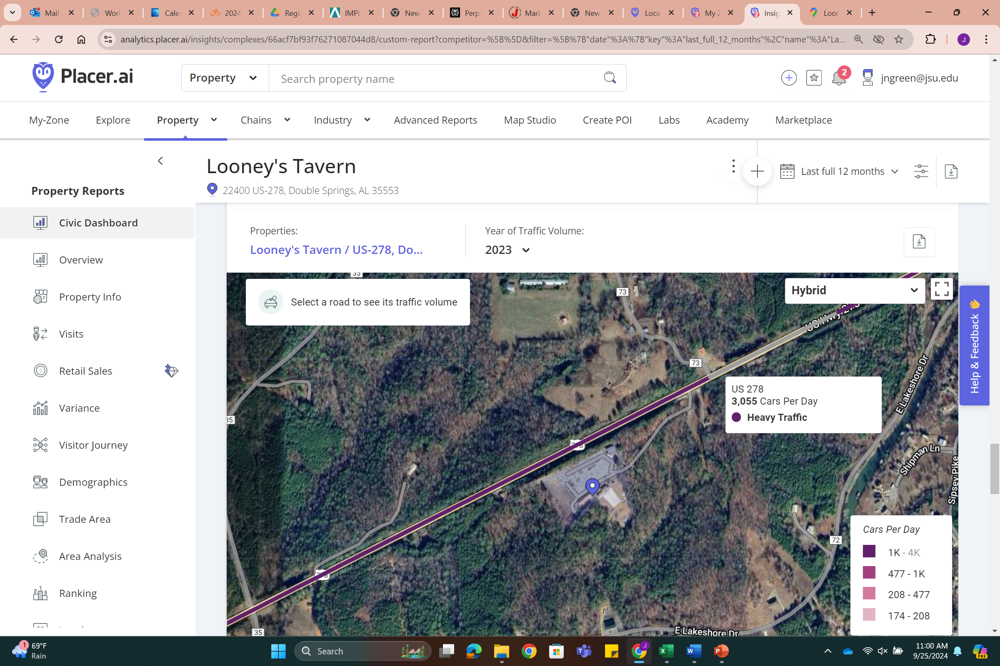 Mail
Worl
Caler
2024
Regis
IMPL
New
Perp
Mark
New
Loca
My Z
Insig
Loon
analytics.placer.ai/insights/complexes/66acf7bf93f76271087044d8/custom-report?competitor=%5B%5D&filter=%5B%7B"date"%3A%7B"key"%3A"last_full_12_months"%2C"name"%3A"La...
J
Placer.ai
Property
Search property name
2
jngreen@jsu.edu
My-Zone
Explore
Property
Chains
Industry
Advanced Reports
Map Studio
Create POI
Labs
Academy
Marketplace
Looney's Tavern
22400 US-278, Double Springs, AL 35553
Last full 12 months
Property Reports
Civic Dashboard
Overview
Property Info
Visits
Retail Sales
Variance
Visitor Journey
Demographics
Trade Area
Area Analysis
Ranking
Properties:
Looney's Tavern / US-278, Do...
Year of Traffic Volume:
2023
Select a road to see its traffic volume
Hybrid
35
73
73
35
278
278
35
72
US 278
3,055 Cars Per Day
Heavy Traffic
E Lakeshore Dr
Shipman Ln
Sipsey Pike
E Lakeshore Dr
Cars Per Day
1K - 4K
477 - 1K
208 - 477
174 - 208
Help & Feedback
1
69°F
Rain
Search
J
11:00 AM
9/25/2024
PRE